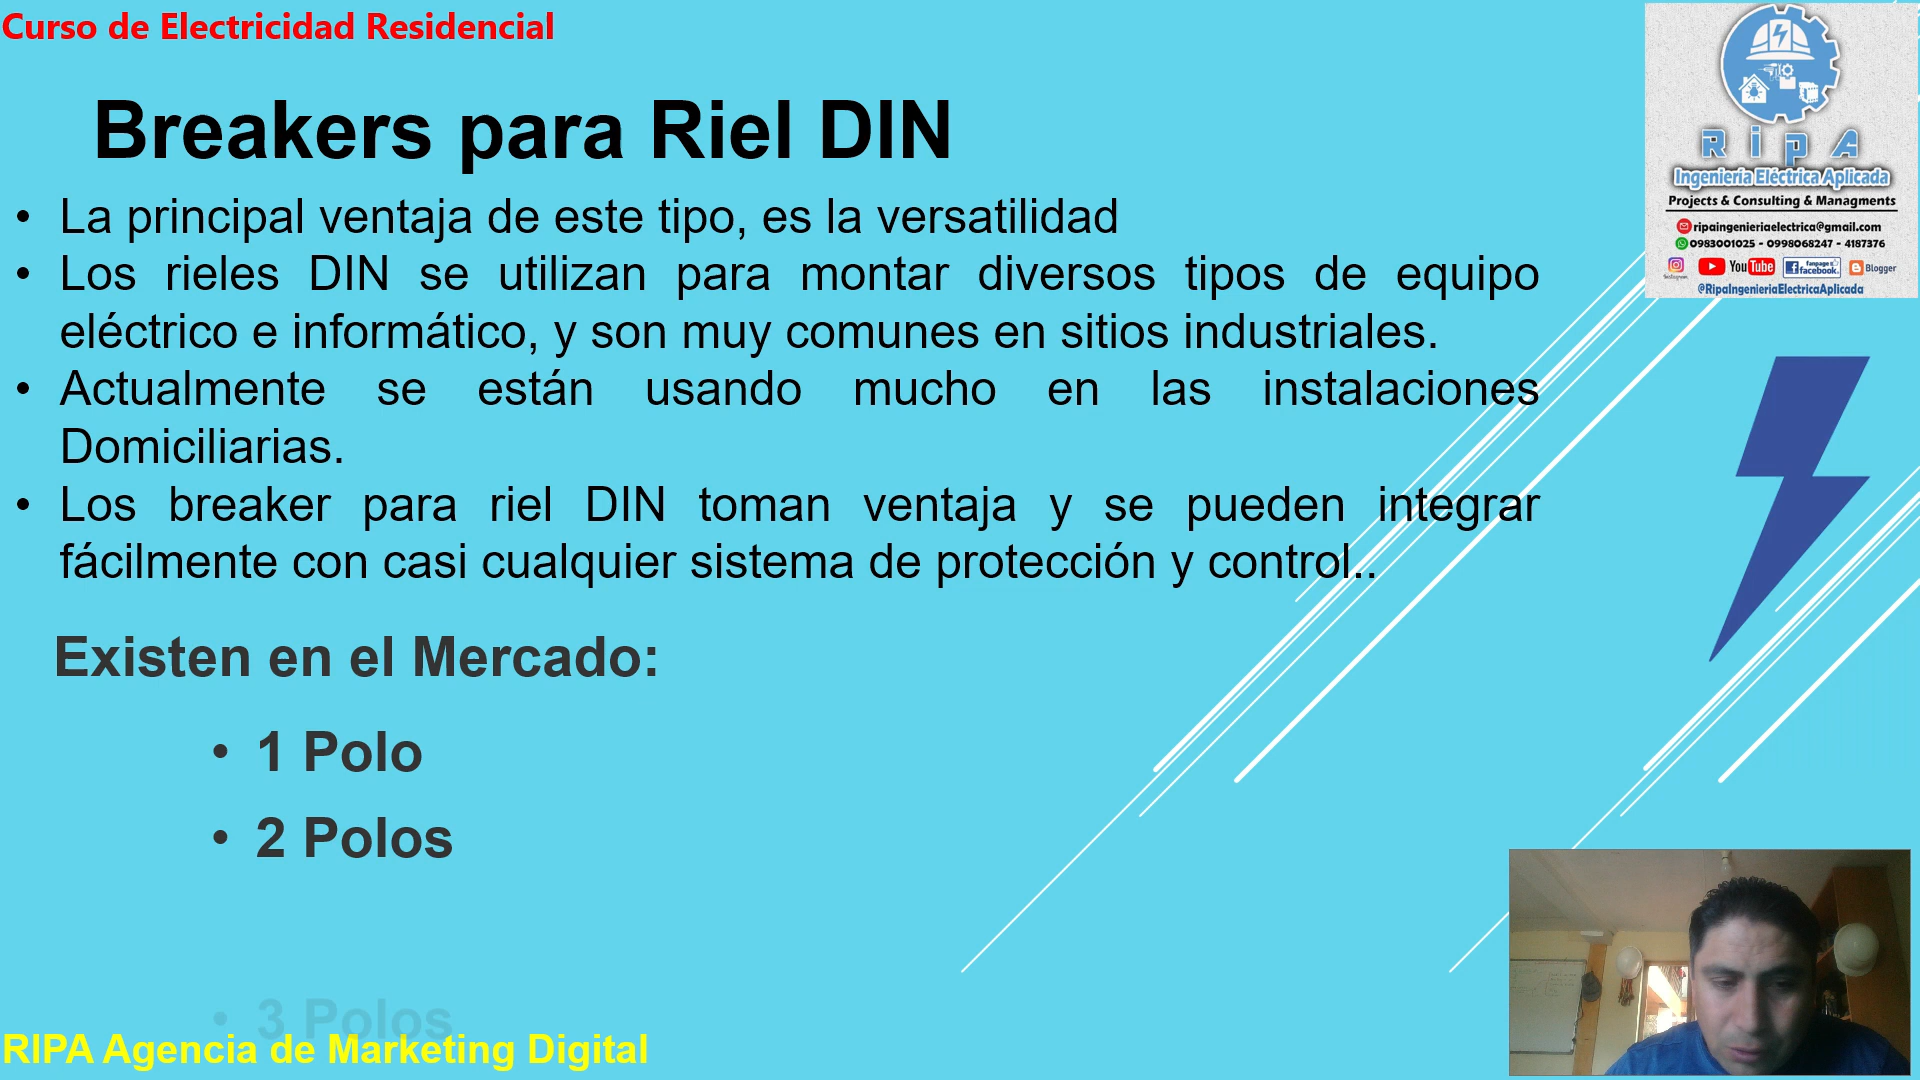 Curso de Electricidad Residencial
Breakers para Riel DIN
• La principal ventaja de este tipo, es la versatilidad
• Los rieles DIN se utilizan para montar diversos tipos de equipo
eléctrico e informático, y son muy comunes en sitios industriales.
• Actualmente se están usando mucho en las instalaciones
Domiciliarias.
• Los breaker para riel DIN toman ventaja y se pueden integrar
fácilmente con casi cualquier sistema de protección y control..
Existen en el Mercado:
• 1 Polo
• 2 Polos
• 3 Polos
RIPA Agencia de Marketing Digital
RipA
Ingeniería Eléctrica Aplicada
Projects & Consulting & Managments
ripaingenieriaelectrica@gmail.com
0983001025 - 0998068247 - 4187376
Instagram YouTube fanpage facebook. Blogger
@RipaIngenieriaElectricaAplicada